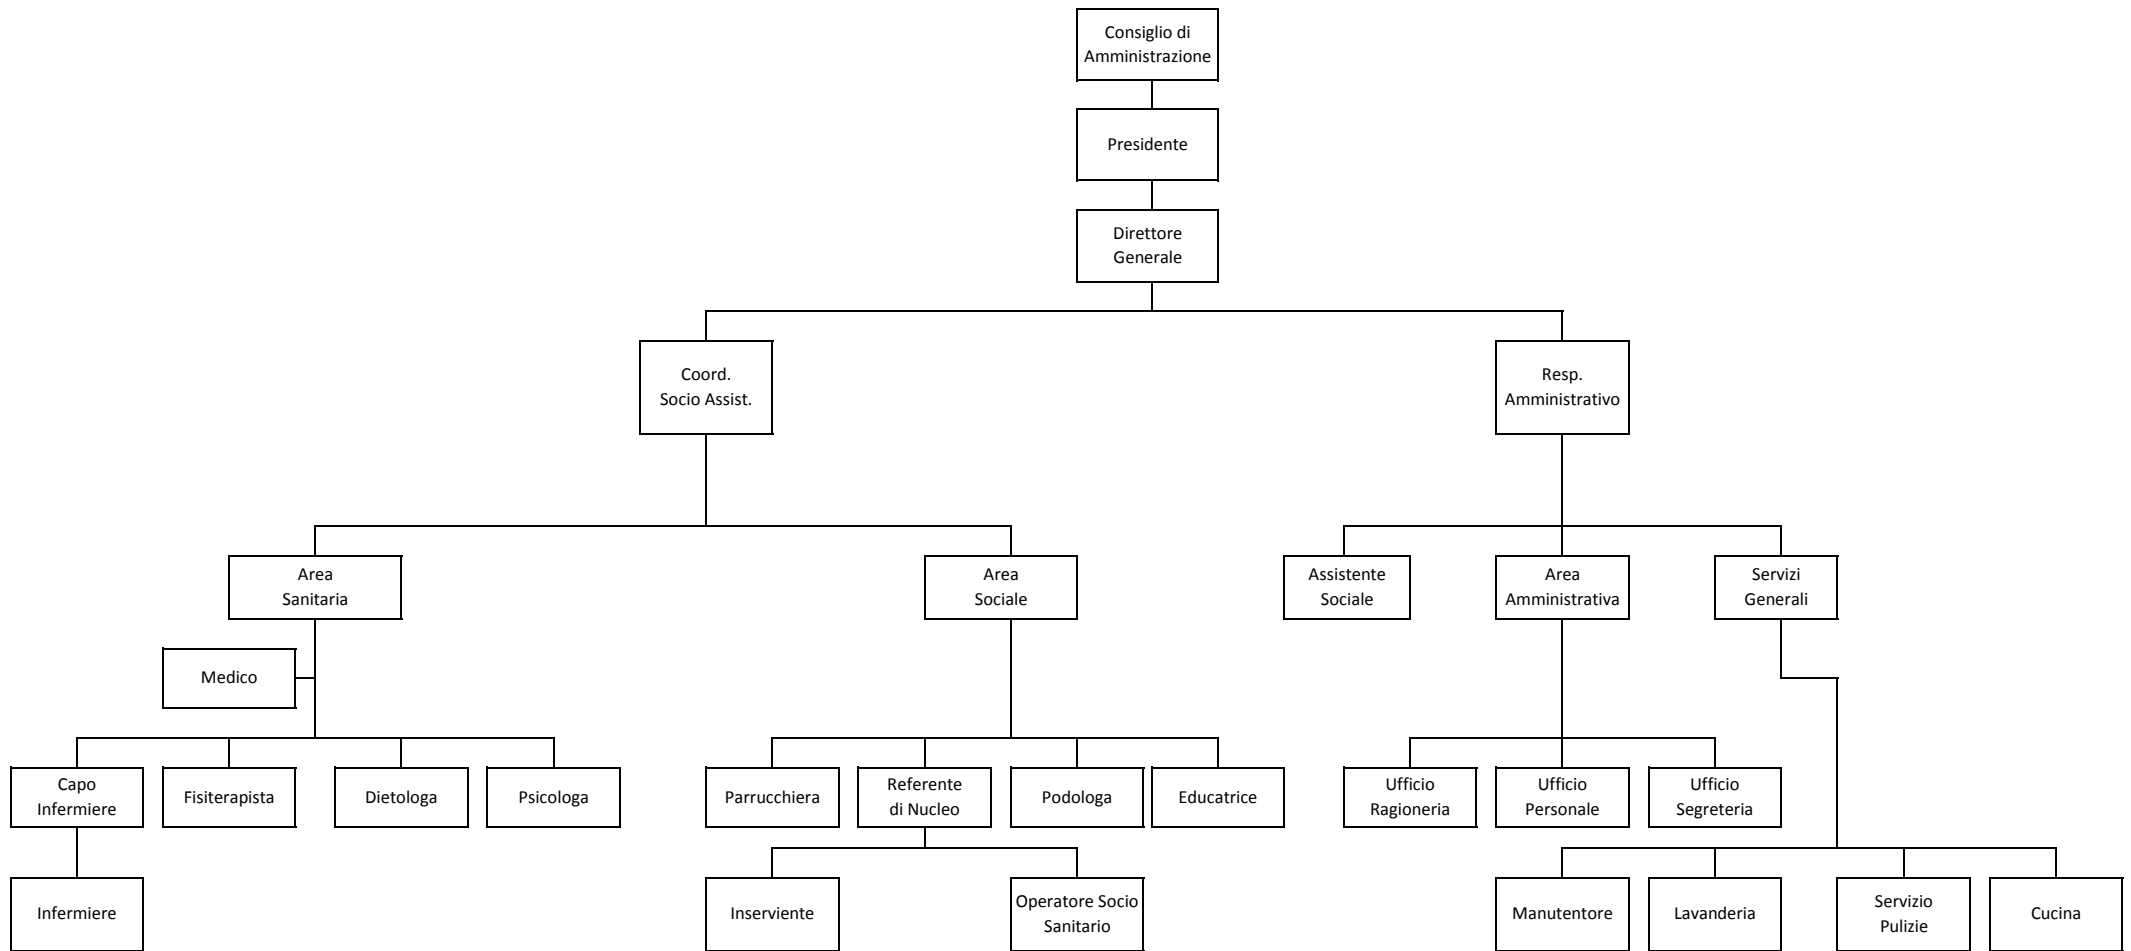 Consiglio di
Amministrazione
Presidente
Direttore
Generale
Coord.
Socio Assist.
Resp.
Amministrativo
Area
Sanitaria
Area
Sociale
Assistente
Sociale
Area
Amministrativa
Servizi
Generali
Medico
Capo
Infermiere
Fisiterapista
Dietologa
Psicologa
Parrucchiera
Referente
di Nucleo
Podologa
Educatrice
Ufficio
Ragioneria
Ufficio
Personale
Ufficio
Segreteria
Infermiere
Inserviente
Operatore Socio
Sanitario
Manutentore
Lavanderia
Servizio
Pulizie
Cucina